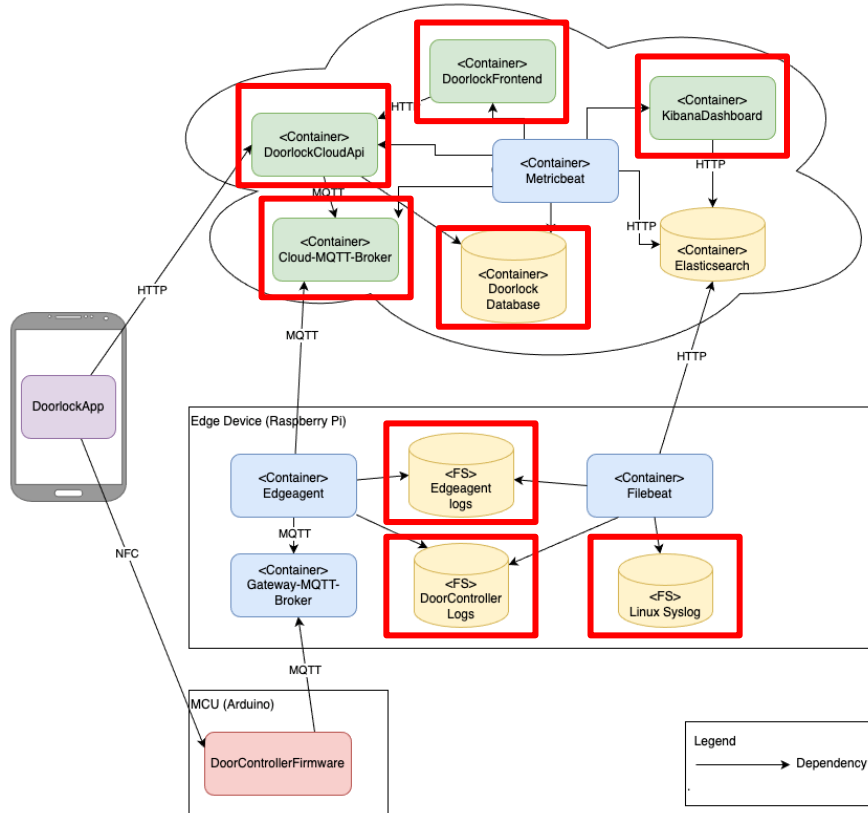 <Container>
DoorlockFrontend
<Container>
KibanaDashboard
HTTP
<Container>
DoorlockCloudApi
<Container>
Metricbeat
HTTP
MQTT
<Container>
Cloud-MQTT-Broker
HTTP
<Container>
Elasticsearch
<Container>
Doorlock
Database
HTTP
MQTT
HTTP
DoorlockApp
Edge Device (Raspberry Pi)
<Container>
Edgeagent
<FS>
Edgeagent
logs
<Container>
Filebeat
MQTT
NFC
<Container>
Gateway-MQTT-
Broker
<FS>
DoorController
Logs
<FS>
Linux Syslog
MQTT
MCU (Arduino)
DoorControllerFirmware
Legend
Dependency
.